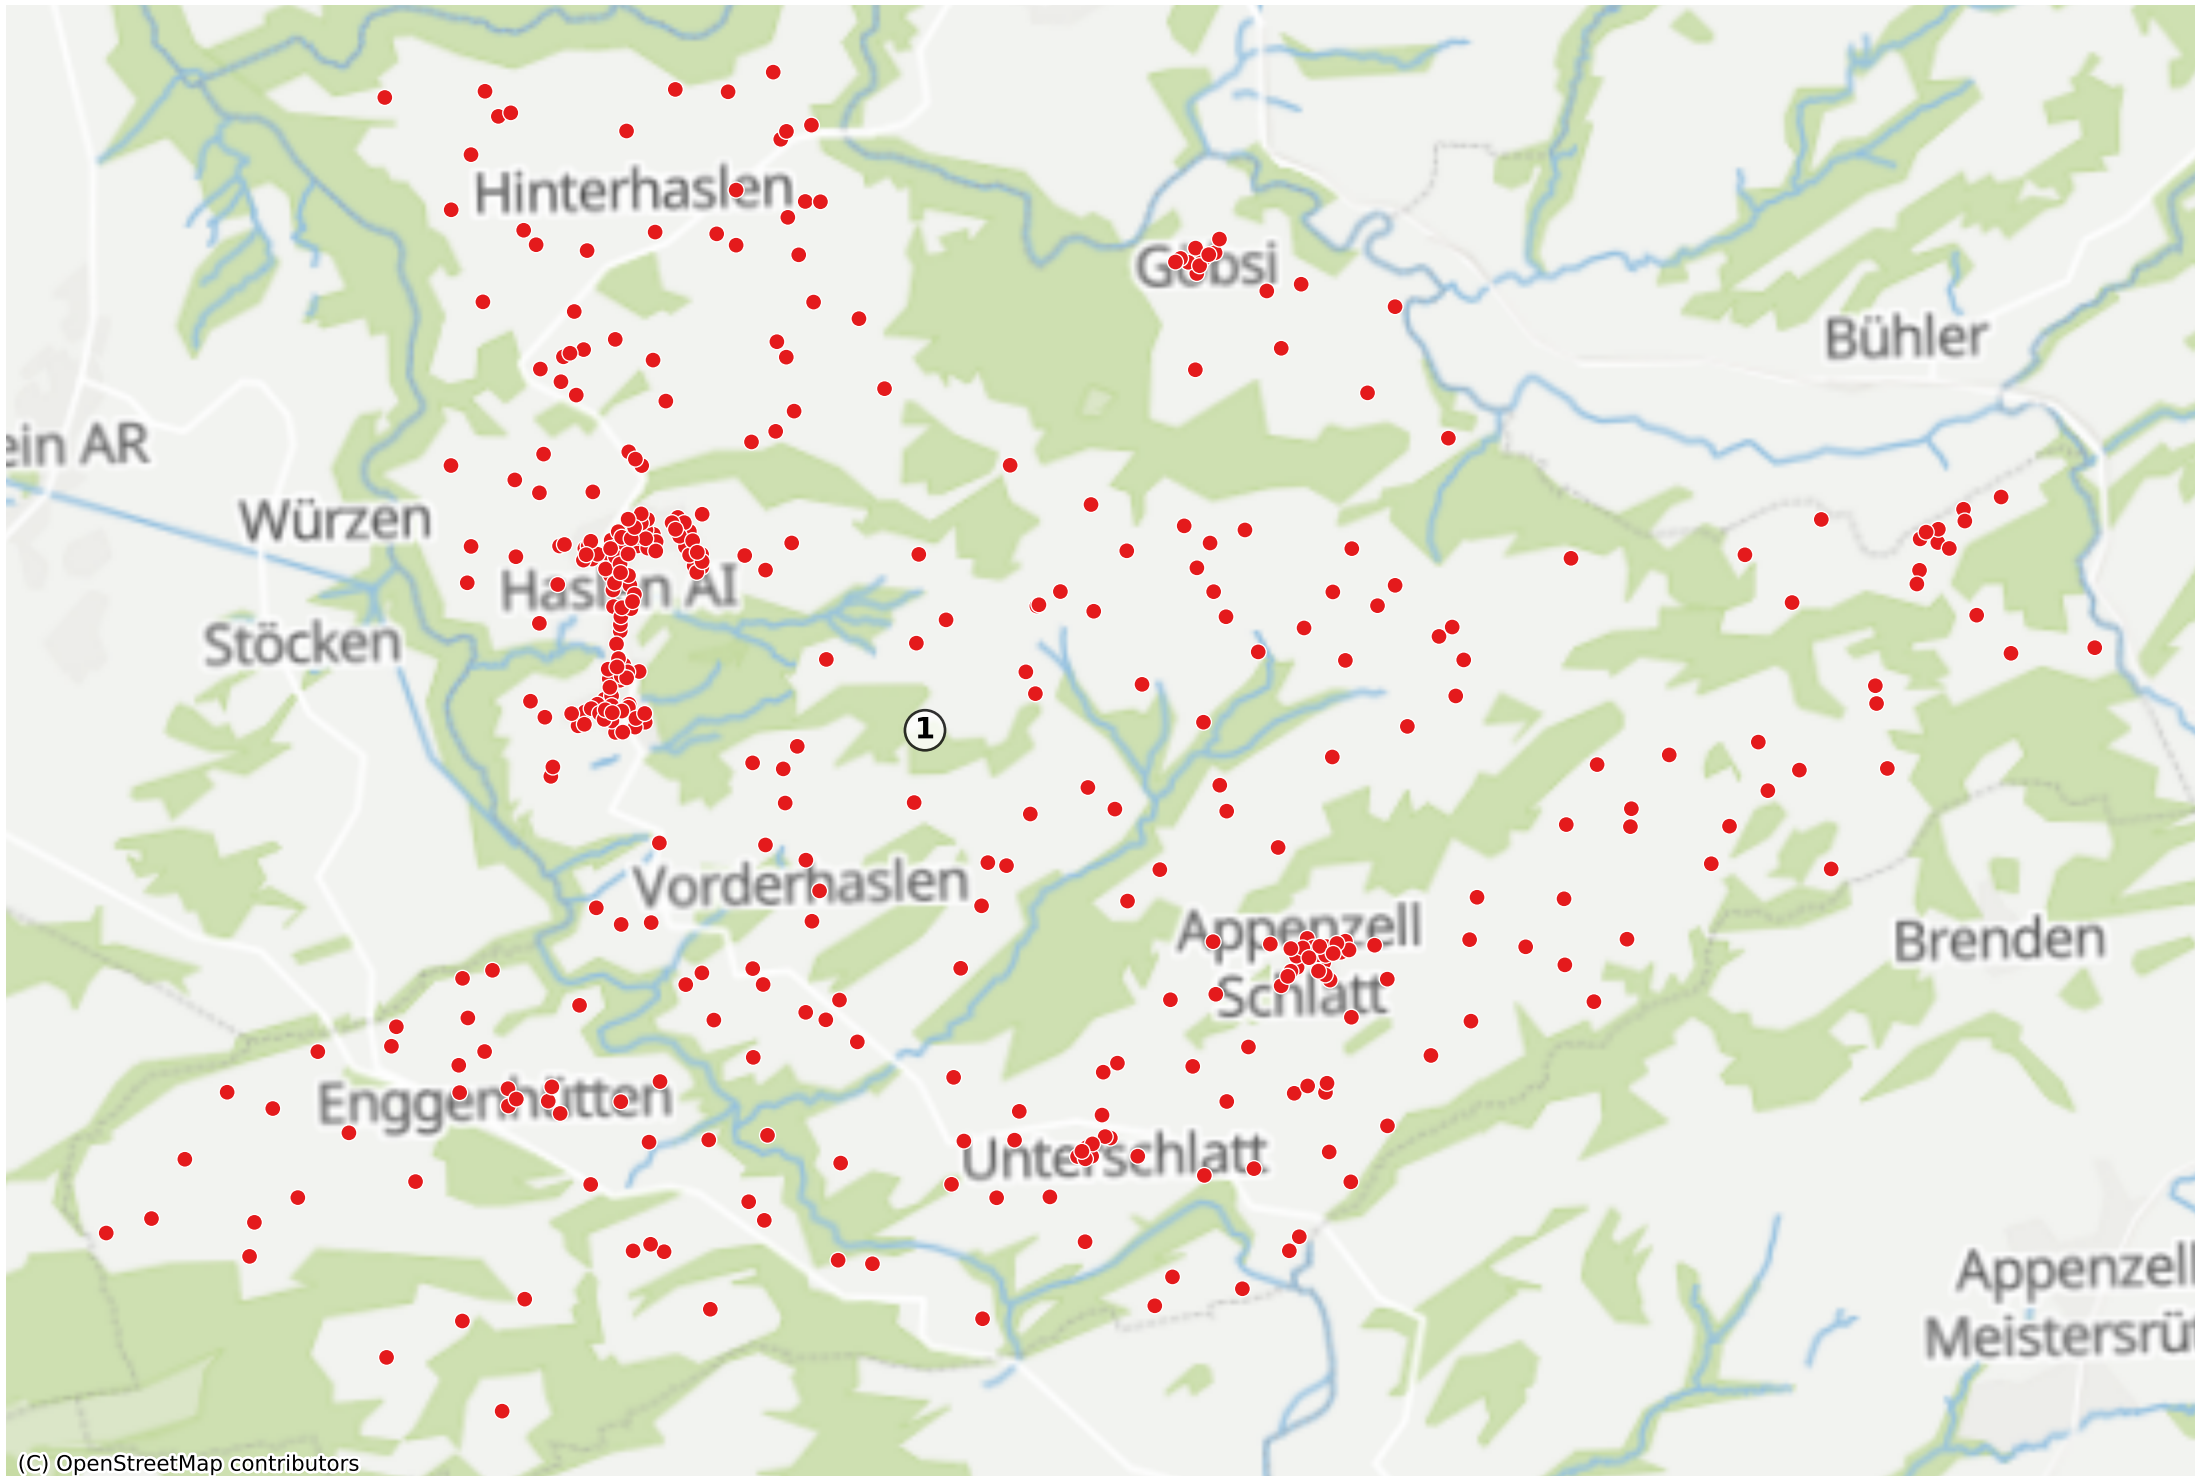 Hinterhaslen
Göbsi
Bühler
ein AR
Würzen
Haslen AI
Stöcken
1
Vorderhaslen
Appenzell
Schlatt
Brenden
Enggenhütten
Unterschlatt
Appenzell
Meistersrüt
(C) OpenStreetMap contributors